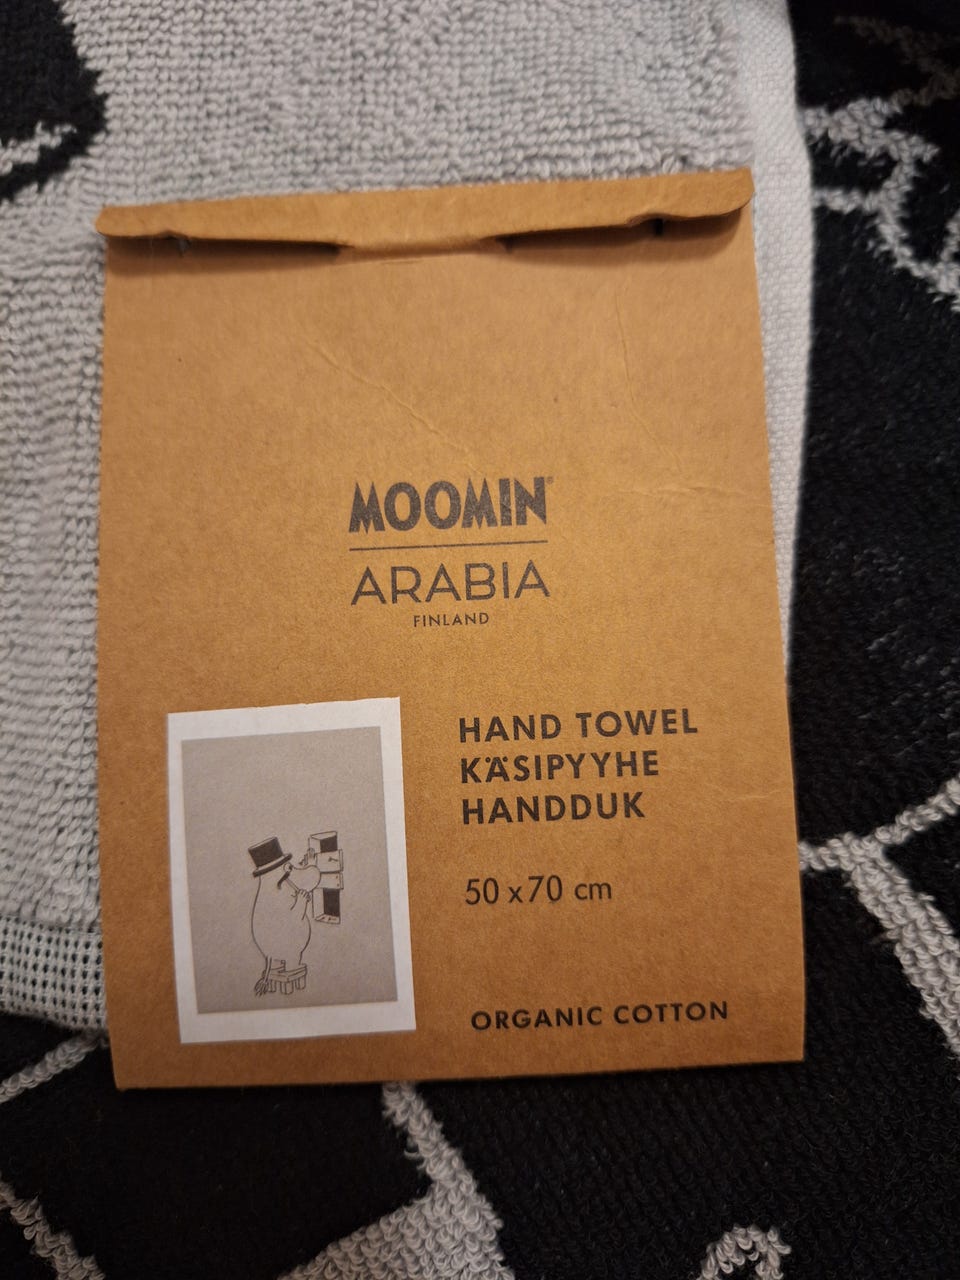 MOOMIN®
ARABIA
FINLAND
HAND TOWEL
KÄSIPYYHE
HANDDUK
50 x 70 cm
ORGANIC COTTON